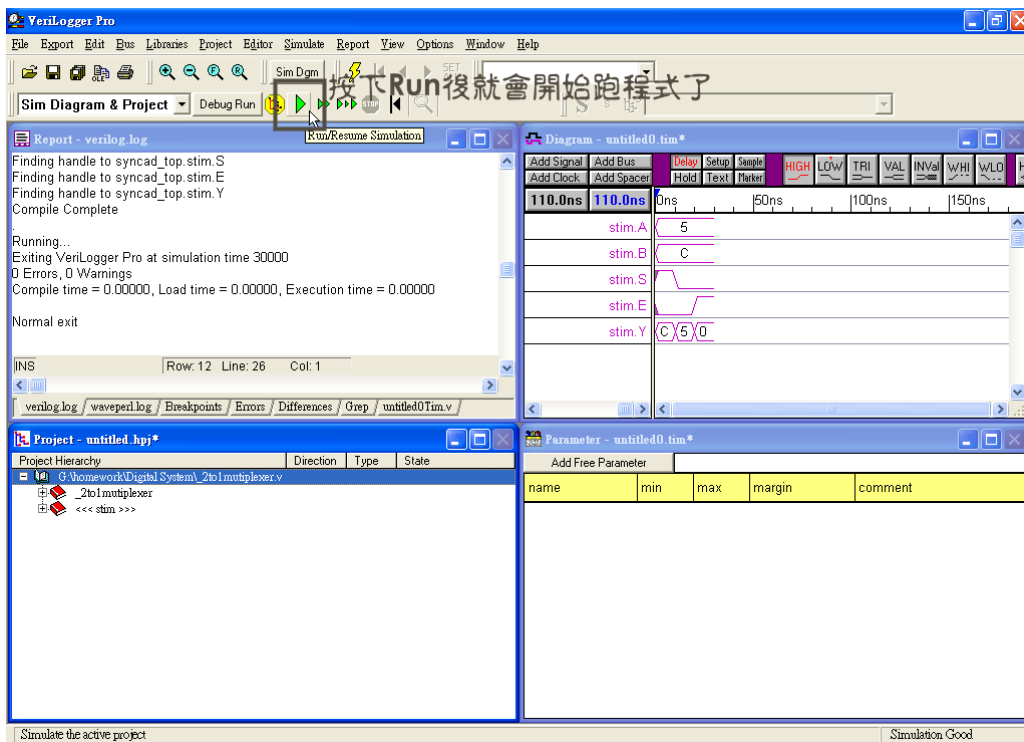 VeriLogger Pro
File Export Edit Bus Libraries Project Editor Simulate Report View Options Window Help
Sim Dgm
SET
按下Run後就會開始跑程式了
Sim Diagram & Project Debug Run STOP
Run/Resume Simulation
Report - verilog.log
Finding handle to syncad_top.stim.S
Finding handle to syncad_top.stim.E
Finding handle to syncad_top.stim.Y
Compile Complete
.
Running...
Exiting VeriLogger Pro at simulation time 30000
0 Errors, 0 Warnings
Compile time = 0.00000, Load time = 0.00000, Execution time = 0.00000
Normal exit
INS Row: 12 Line: 26 Col: 1
verilog.log waveperl.log Breakpoints Errors Differences Grep untitled0Tim.v
Diagram - untitled0.tim*
Add Signal Add Bus Delay Setup Sample HIGH LOW TRI VAL INVal WHI WLO
Add Clock Add Spacer Hold Text Marker
110.0ns 110.0ns 0ns 50ns 100ns 150ns
stim.A 5
stim.B C
stim.S
stim.E
stim.Y C 5 0
Project - untitled.hpj*
Project Hierarchy Direction Type State
G:\homework\Digital System\_2to1mutiplexer.v
_2to1mutiplexer
<<< stim >>>
Parameter - untitled0.tim*
Add Free Parameter
name min max margin comment
Simulate the active project Simulation Good